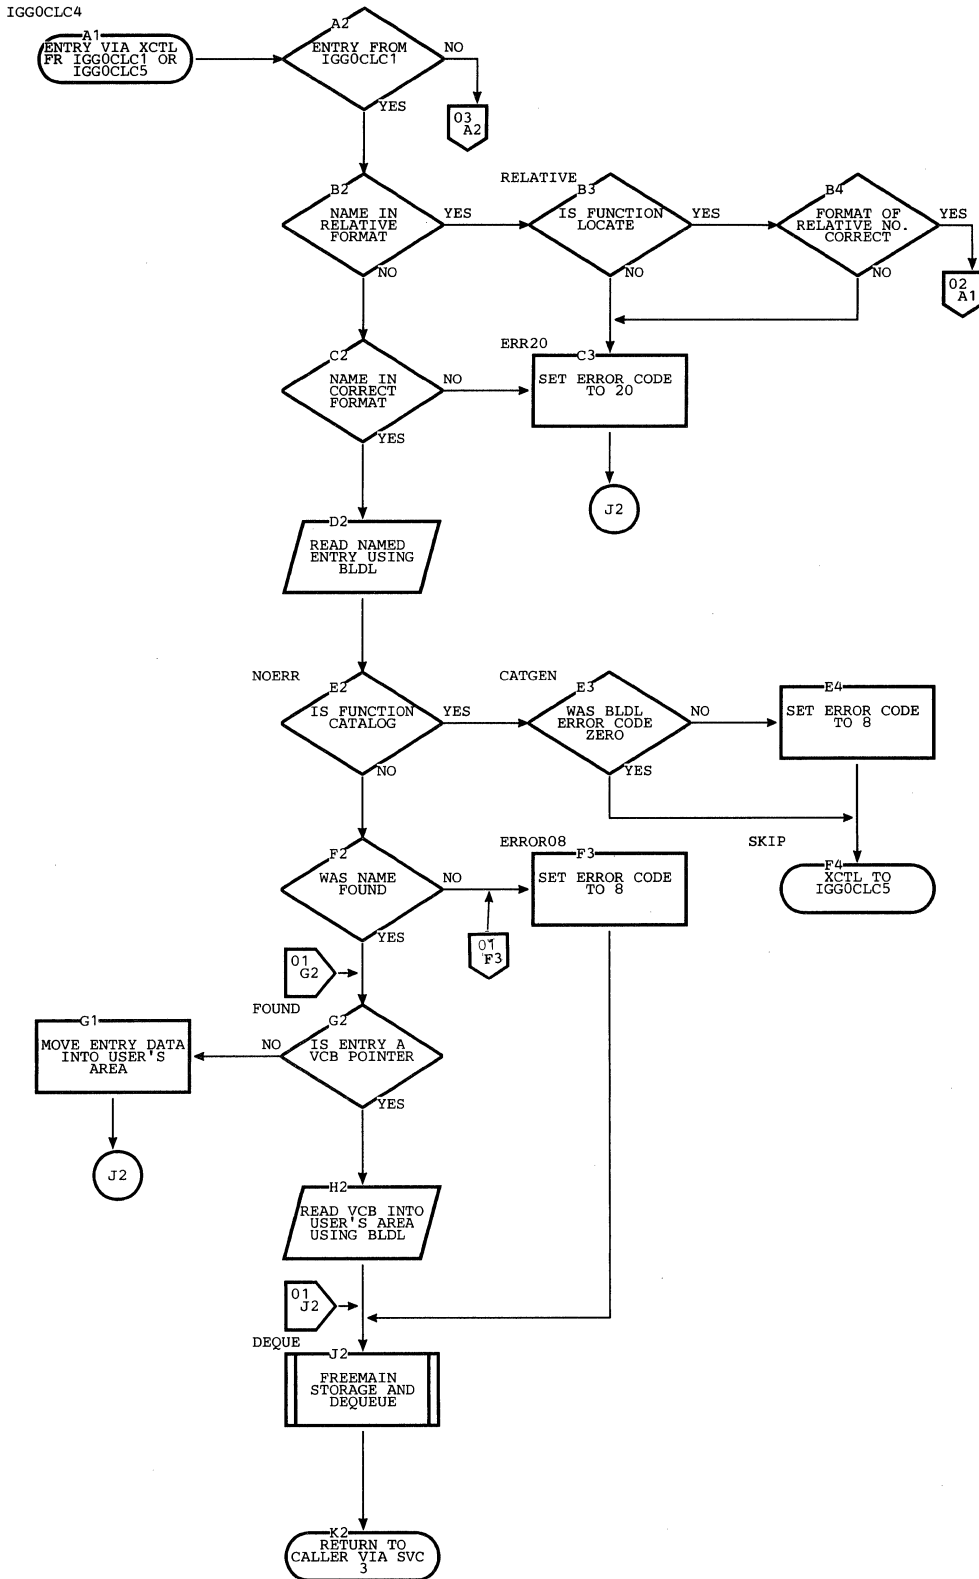 IGG0CLC4
A1
ENTRY VIA XCTL
FR IGG0CLC1 OR
IGG0CLC5
A2
ENTRY FROM
IGG0CLC1
NO
YES
03
A2
B2
NAME IN
RELATIVE
FORMAT
YES
NO
RELATIVE
B3
IS FUNCTION
LOCATE
YES
NO
B4
FORMAT OF
RELATIVE NO.
CORRECT
YES
NO
02
A1
C2
NAME IN
CORRECT
FORMAT
NO
YES
ERR20
C3
SET ERROR CODE
TO 20
J2
D2
READ NAMED
ENTRY USING
BLDL
NOERR
E2
IS FUNCTION
CATALOG
YES
NO
CATGEN
E3
WAS BLDL
ERROR CODE
ZERO
NO
YES
E4
SET ERROR CODE
TO 8
SKIP
F4
XCTL TO
IGG0CLC5
F2
WAS NAME
FOUND
NO
YES
ERROR08
F3
SET ERROR CODE
TO 8
01
F3
01
G2
FOUND
G2
IS ENTRY A
VCB POINTER
NO
YES
G1
MOVE ENTRY DATA
INTO USER'S
AREA
J2
H2
READ VCB INTO
USER'S AREA
USING BLDL
01
J2
DEQUE
J2
FREEMAIN
STORAGE AND
DEQUEUE
K2
RETURN TO
CALLER VIA SVC
3